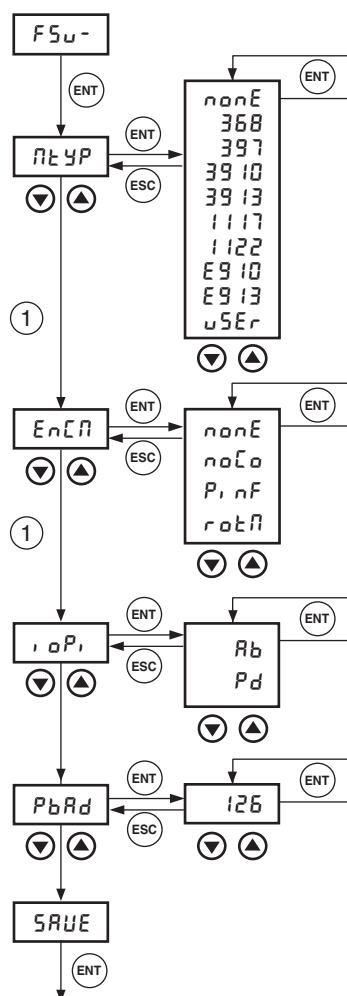 FSu-
ENT
MtYP
ENT
ESC
nonE
368
397
3910
3913
1117
1122
E910
E913
uSEr
ENT
1
EnCM
ENT
ESC
nonE
noCo
PinF
rotM
ENT
1
ioPi
ENT
ESC
Ab
Pd
ENT
PbAd
ENT
ESC
126
ENT
SAUE
ENT